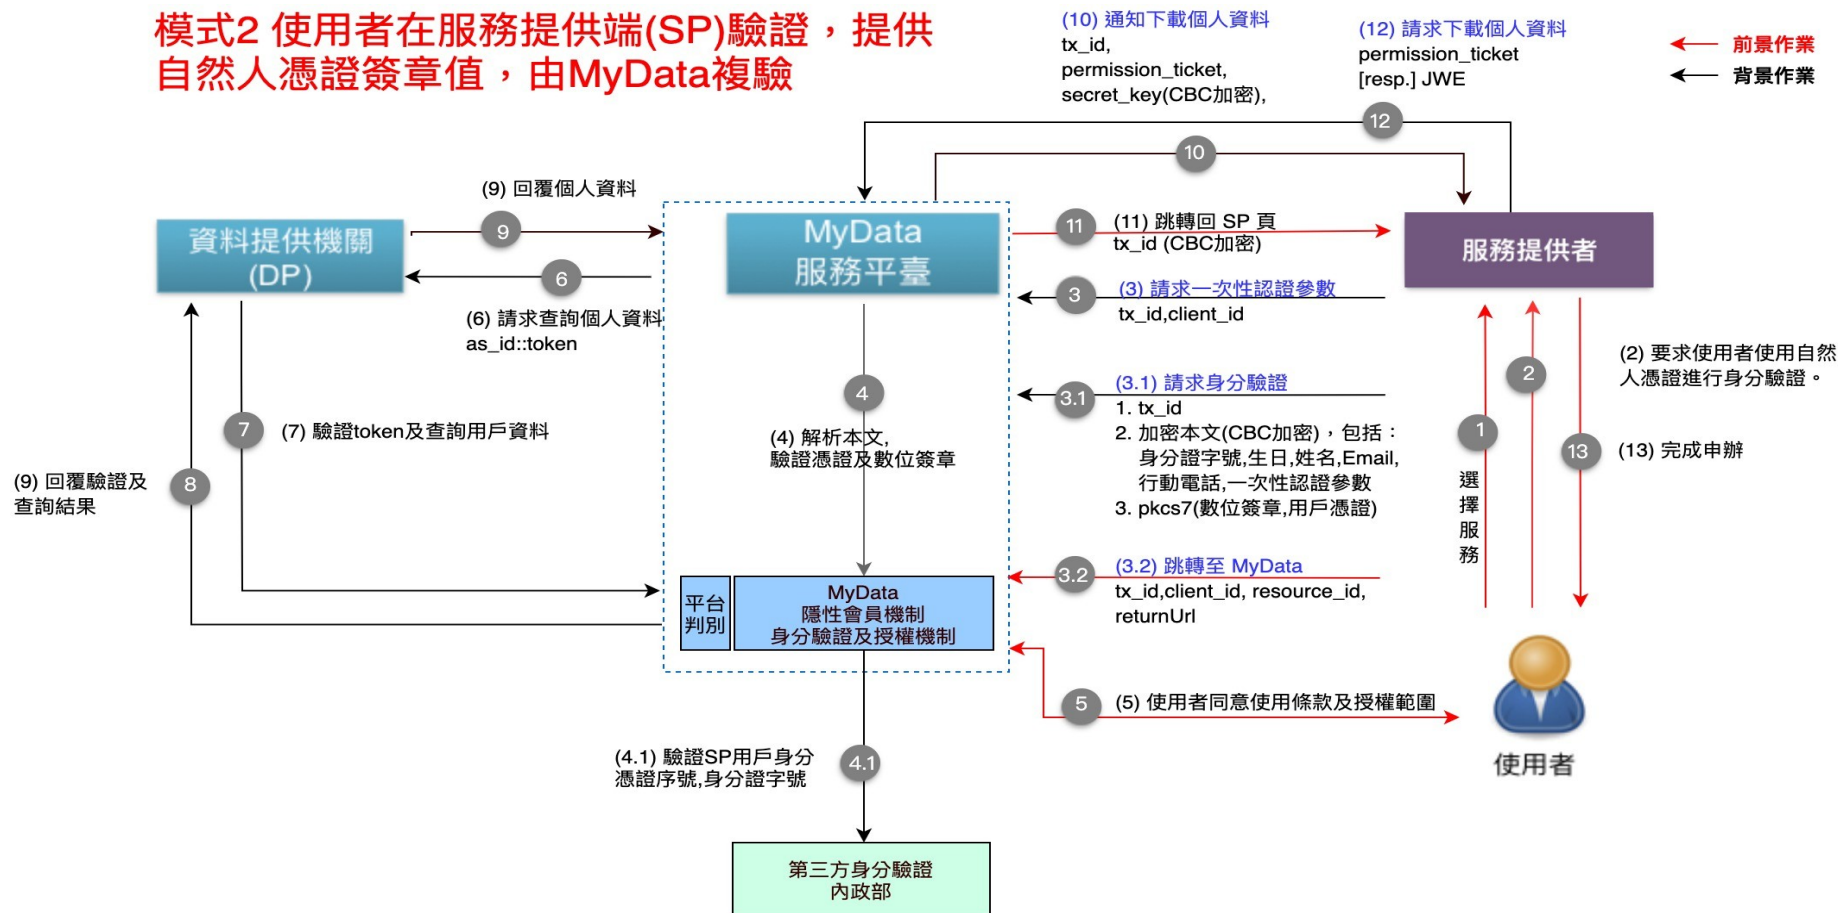 模式2 使用者在服務提供端(SP)驗證，提供
自然人憑證簽章值，由MyData複驗
(10) 通知下載個人資料
tx_id,
permission_ticket,
secret_key(CBC加密),
(12) 請求下載個人資料
permission_ticket
[resp.] JWE
前景作業
背景作業
12
10
(9) 回覆個人資料
9
資料提供機關
(DP)
6
(6) 請求查詢個人資料
as_id::token
MyData
服務平臺
11
(11) 跳轉回 SP 頁
tx_id (CBC加密)
服務提供者
3
(3) 請求一次性認證參數
tx_id,client_id
3.1
(3.1) 請求身分驗證
1. tx_id
2. 加密本文(CBC加密)，包括：
身分證字號,生日,姓名,Email,
行動電話,一次性認證參數
3. pkcs7(數位簽章,用戶憑證)
4
(4) 解析本文,
驗證憑證及數位簽章
7
(7) 驗證token及查詢用戶資料
8
(9) 回覆驗證及
查詢結果
1
選擇服務
2
(2) 要求使用者使用自然
人憑證進行身分驗證。
13
(13) 完成申辦
3.2
(3.2) 跳轉至 MyData
tx_id,client_id, resource_id,
returnUrl
平台
判別
MyData
隱性會員機制
身分驗證及授權機制
5
(5) 使用者同意使用條款及授權範圍
使用者
(4.1) 驗證SP用戶身分
憑證序號,身分證字號
4.1
第三方身分驗證
內政部